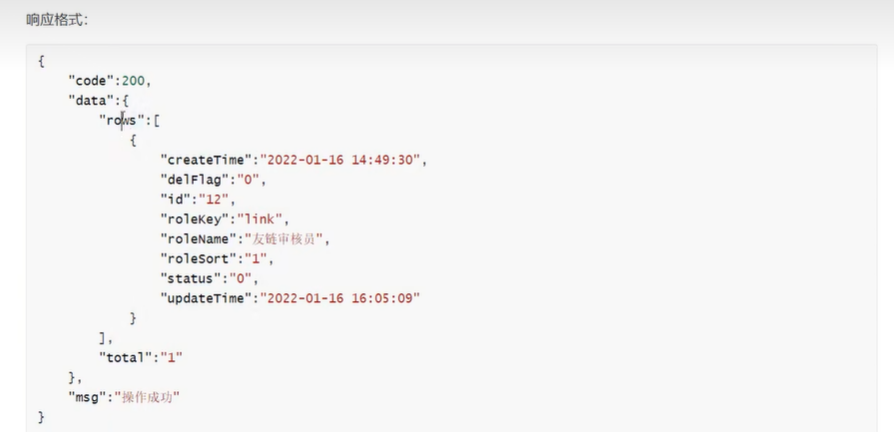 响应格式：
{
    "code":200,
    "data":{
        "rows":[
            {
                "createTime":"2022-01-16 14:49:30",
                "delFlag":"0",
                "id":"12",
                "roleKey":"link",
                "roleName":"友链审核员",
                "roleSort":"1",
                "status":"0",
                "updateTime":"2022-01-16 16:05:09"
            }
        ],
        "total":"1"
    },
    "msg":"操作成功"
}